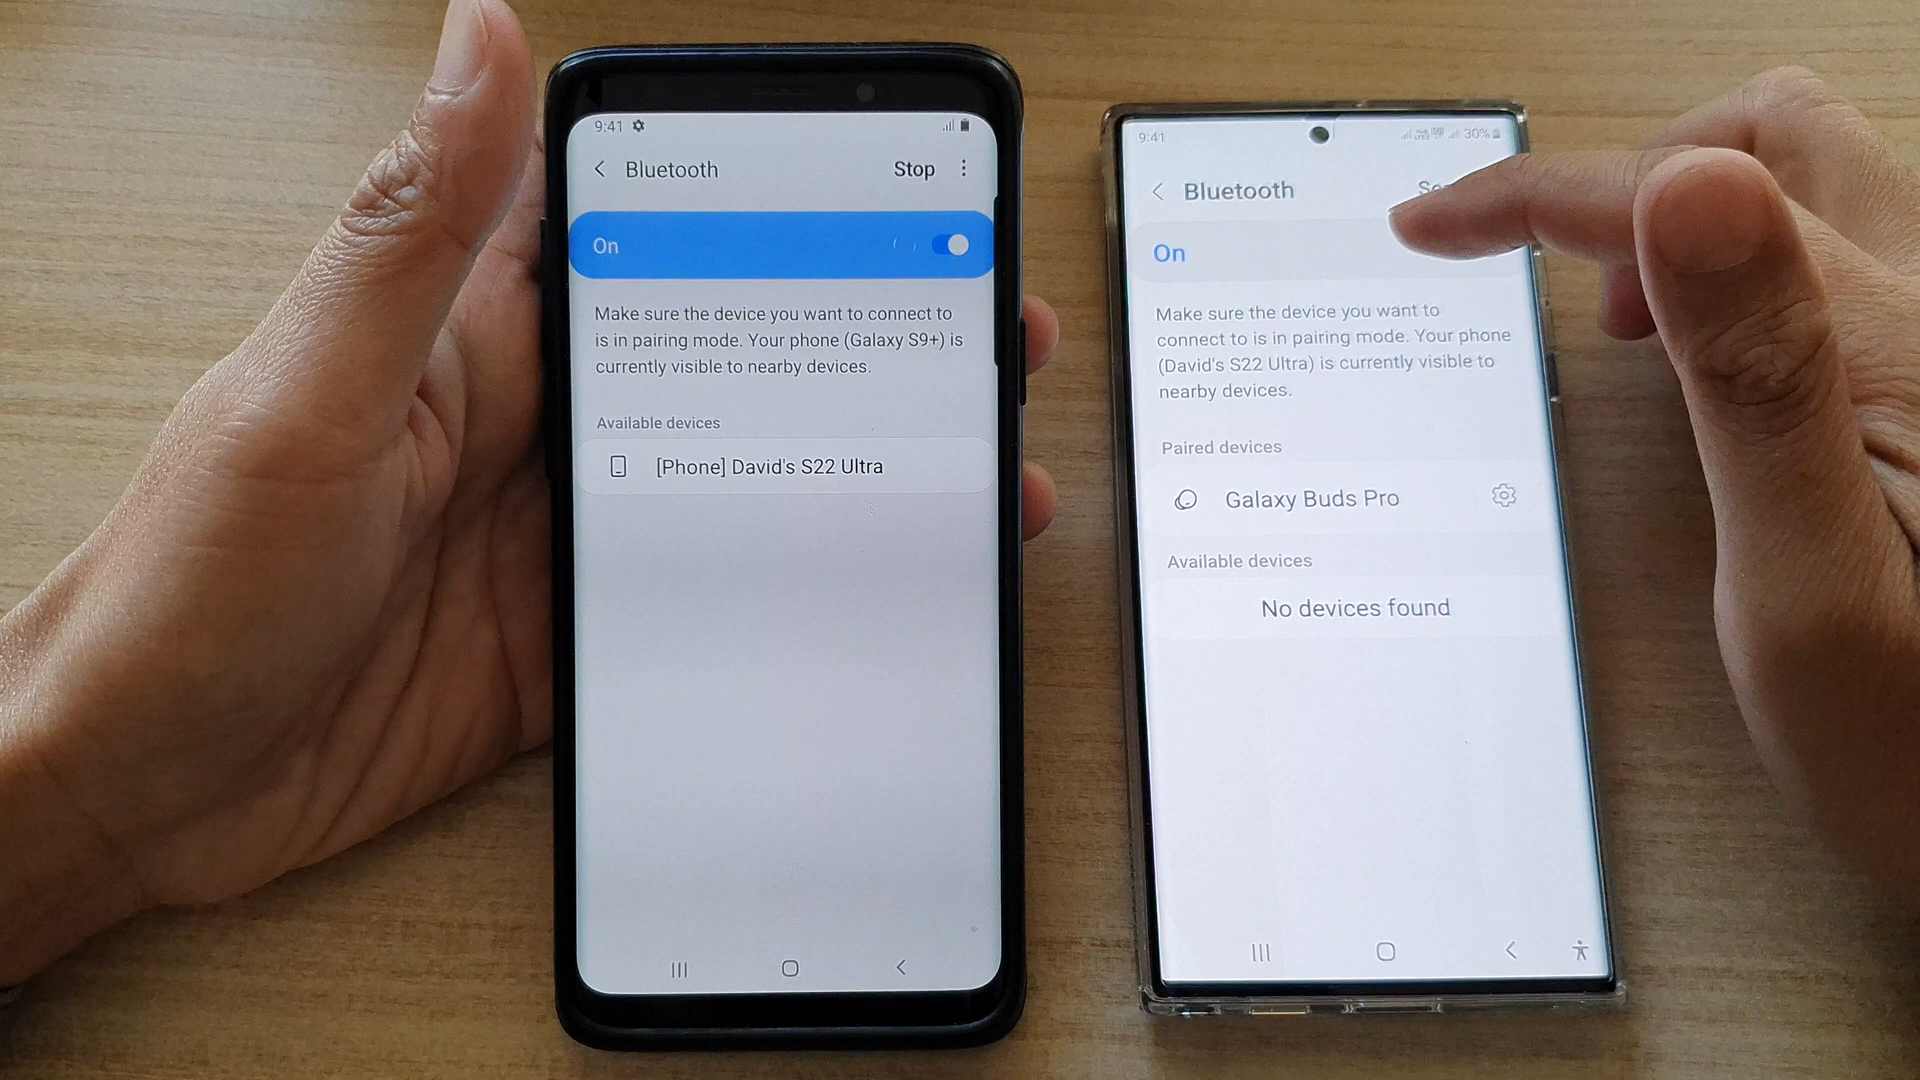 9:41
Bluetooth
Stop
On
Make sure the device you want to connect to
is in pairing mode. Your phone (Galaxy S9+) is
currently visible to nearby devices.
Available devices
[Phone] David's S22 Ultra
9:41
30%
Bluetooth
On
Make sure the device you want to
connect to is in pairing mode. Your phone
(David's S22 Ultra) is currently visible to
nearby devices.
Paired devices
Galaxy Buds Pro
Available devices
No devices found